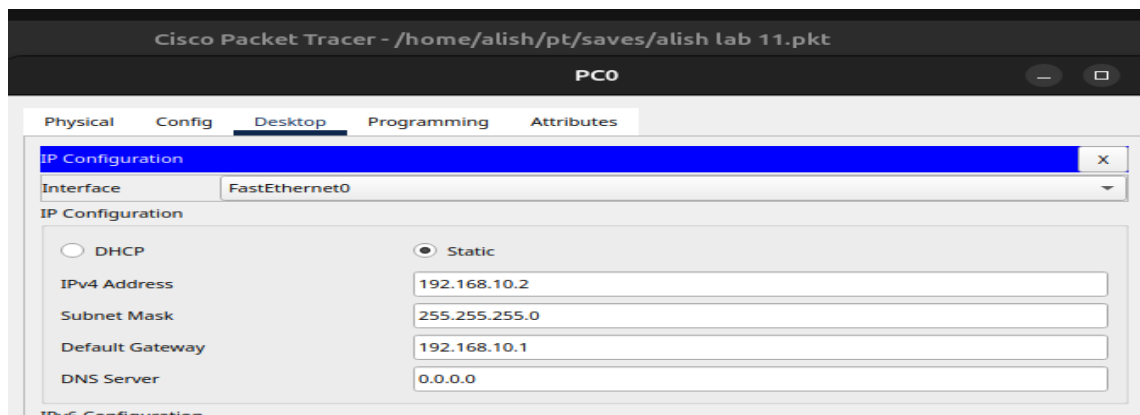 Cisco Packet Tracer - /home/alish/pt/saves/alish lab 11.pkt
PC0
Physical Config Desktop Programming Attributes
IP Configuration X
Interface FastEthernet0
IP Configuration
DHCP Static
IPv4 Address 192.168.10.2
Subnet Mask 255.255.255.0
Default Gateway 192.168.10.1
DNS Server 0.0.0.0
IPv6 Configuration